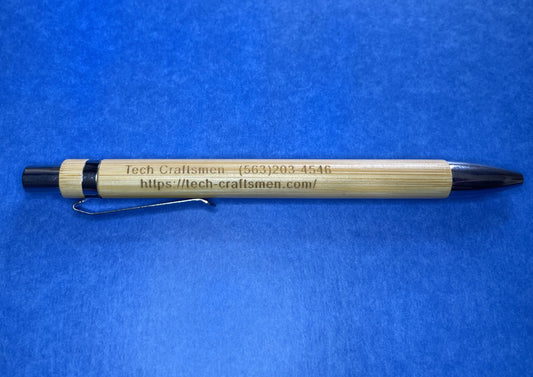 Tech Craftsmen (563)203-4546
https://tech-craftsmen.com/